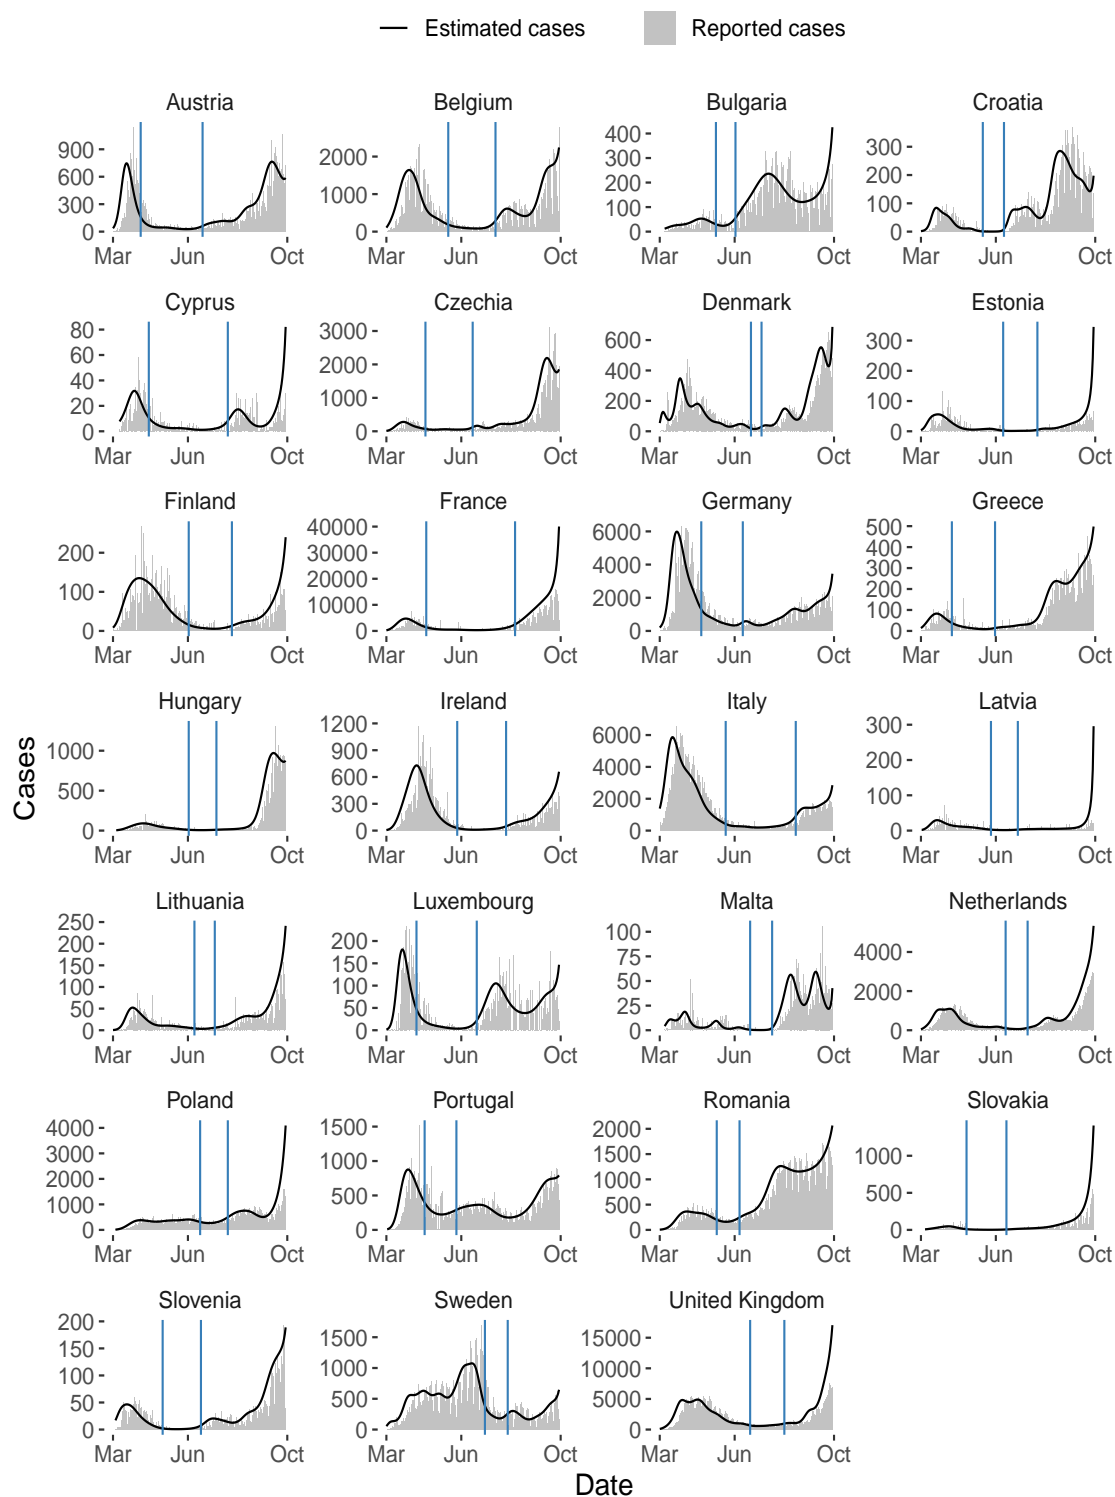 Estimated cases Reported cases
Austria Belgium Bulgaria Croatia
900 600 300 0 2000 1000 0 400 300 200 100 0 300 200 100 0
Mar Jun Oct Mar Jun Oct Mar Jun Oct Mar Jun Oct
Cyprus Czechia Denmark Estonia
80 60 40 20 0 3000 2000 1000 0 600 400 200 0 300 200 100 0
Mar Jun Oct Mar Jun Oct Mar Jun Oct Mar Jun Oct
Finland France Germany Greece
200 100 0 40000 30000 20000 10000 0 6000 4000 2000 0 500 400 300 200 100 0
Mar Jun Oct Mar Jun Oct Mar Jun Oct Mar Jun Oct
Hungary Ireland Italy Latvia
1000 500 0 1200 900 600 300 0 6000 4000 2000 0 300 200 100 0
Mar Jun Oct Mar Jun Oct Mar Jun Oct Mar Jun Oct
Cases
Lithuania Luxembourg Malta Netherlands
250 200 150 100 50 0 200 150 100 50 0 100 75 50 25 0 4000 2000 0
Mar Jun Oct Mar Jun Oct Mar Jun Oct Mar Jun Oct
Poland Portugal Romania Slovakia
4000 3000 2000 1000 0 1500 1000 500 0 2000 1500 1000 500 0 1000 500 0
Mar Jun Oct Mar Jun Oct Mar Jun Oct Mar Jun Oct
Slovenia Sweden United Kingdom
200 150 100 50 0 1500 1000 500 0 15000 10000 5000 0
Mar Jun Oct Mar Jun Oct Mar Jun Oct
Date